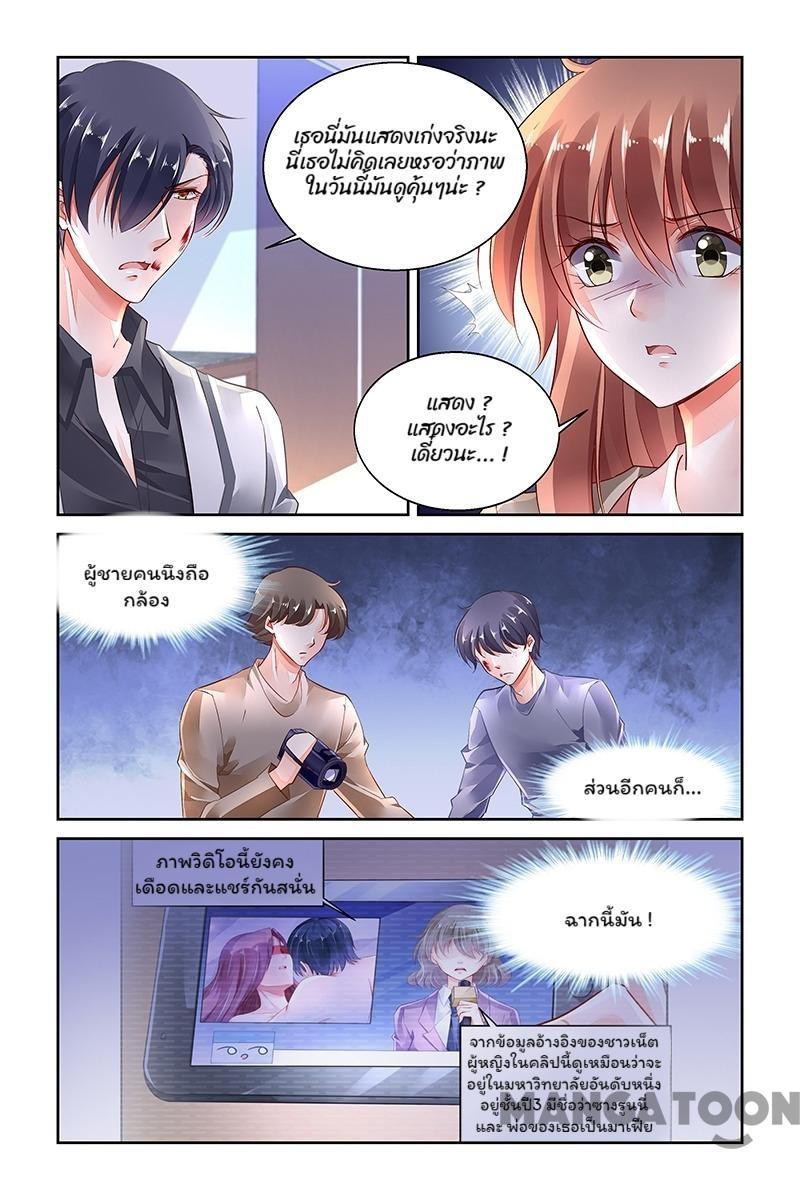 เธอนี่มันแสดงเก่งจริงนะ
นี่เธอไม่คิดเลยหรอว่าภาพ
ในวันนี้มันดูคุ้นๆน่ะ ?
แสดง ?
แสดงอะไร ?
เดี๋ยวนะ... !
ผู้ชายคนนึงถือ
กล้อง
ส่วนอีกคนก็...
ภาพวิดิโอนี้ยังคง
เดือดและแชร์กันสนั่น
ฉากนี้มัน !
จากข้อมูลอ้างอิงของชาวเน็ต
ผู้หญิงในคลิปนี้ดูเหมือนว่าจะ
อยู่ในมหาวิทยาลัยอันดับหนึ่ง
อยู่ชั้นปี3 มีชื่อว่าซางรูนนี่
และ พ่อของเธอเป็นมาเฟีย
MANGATOON